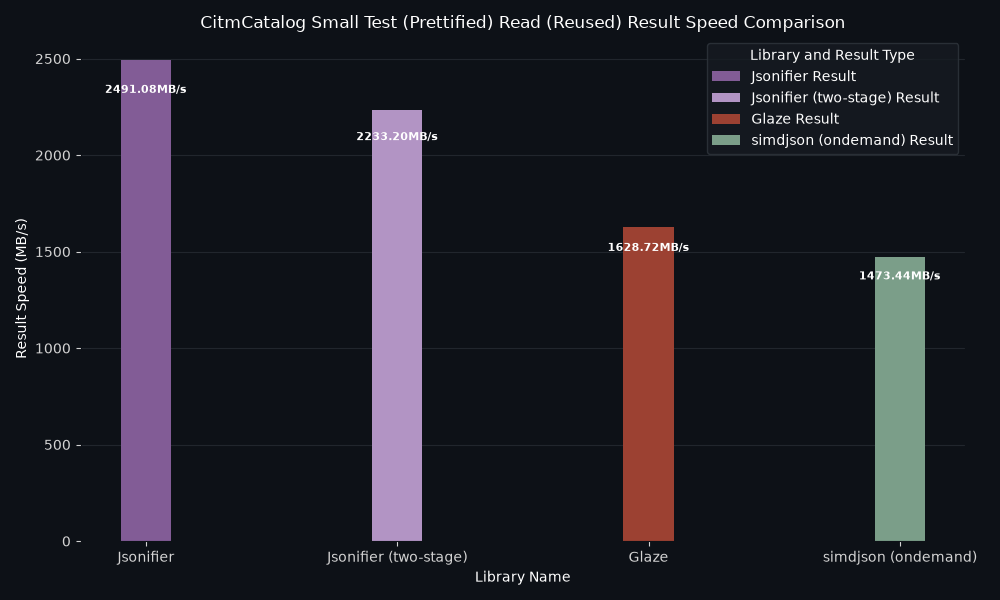 CitmCatalog Small Test (Prettified) Read (Reused) Result Speed Comparison
Library and Result Type
Jsonifier Result
Jsonifier (two-stage) Result
Glaze Result
simdjson (ondemand) Result
Result Speed (MB/s)
2500
2000
1500
1000
500
0
2491.08MB/s
2233.20MB/s
1628.72MB/s
1473.44MB/s
Jsonifier
Jsonifier (two-stage)
Glaze
simdjson (ondemand)
Library Name